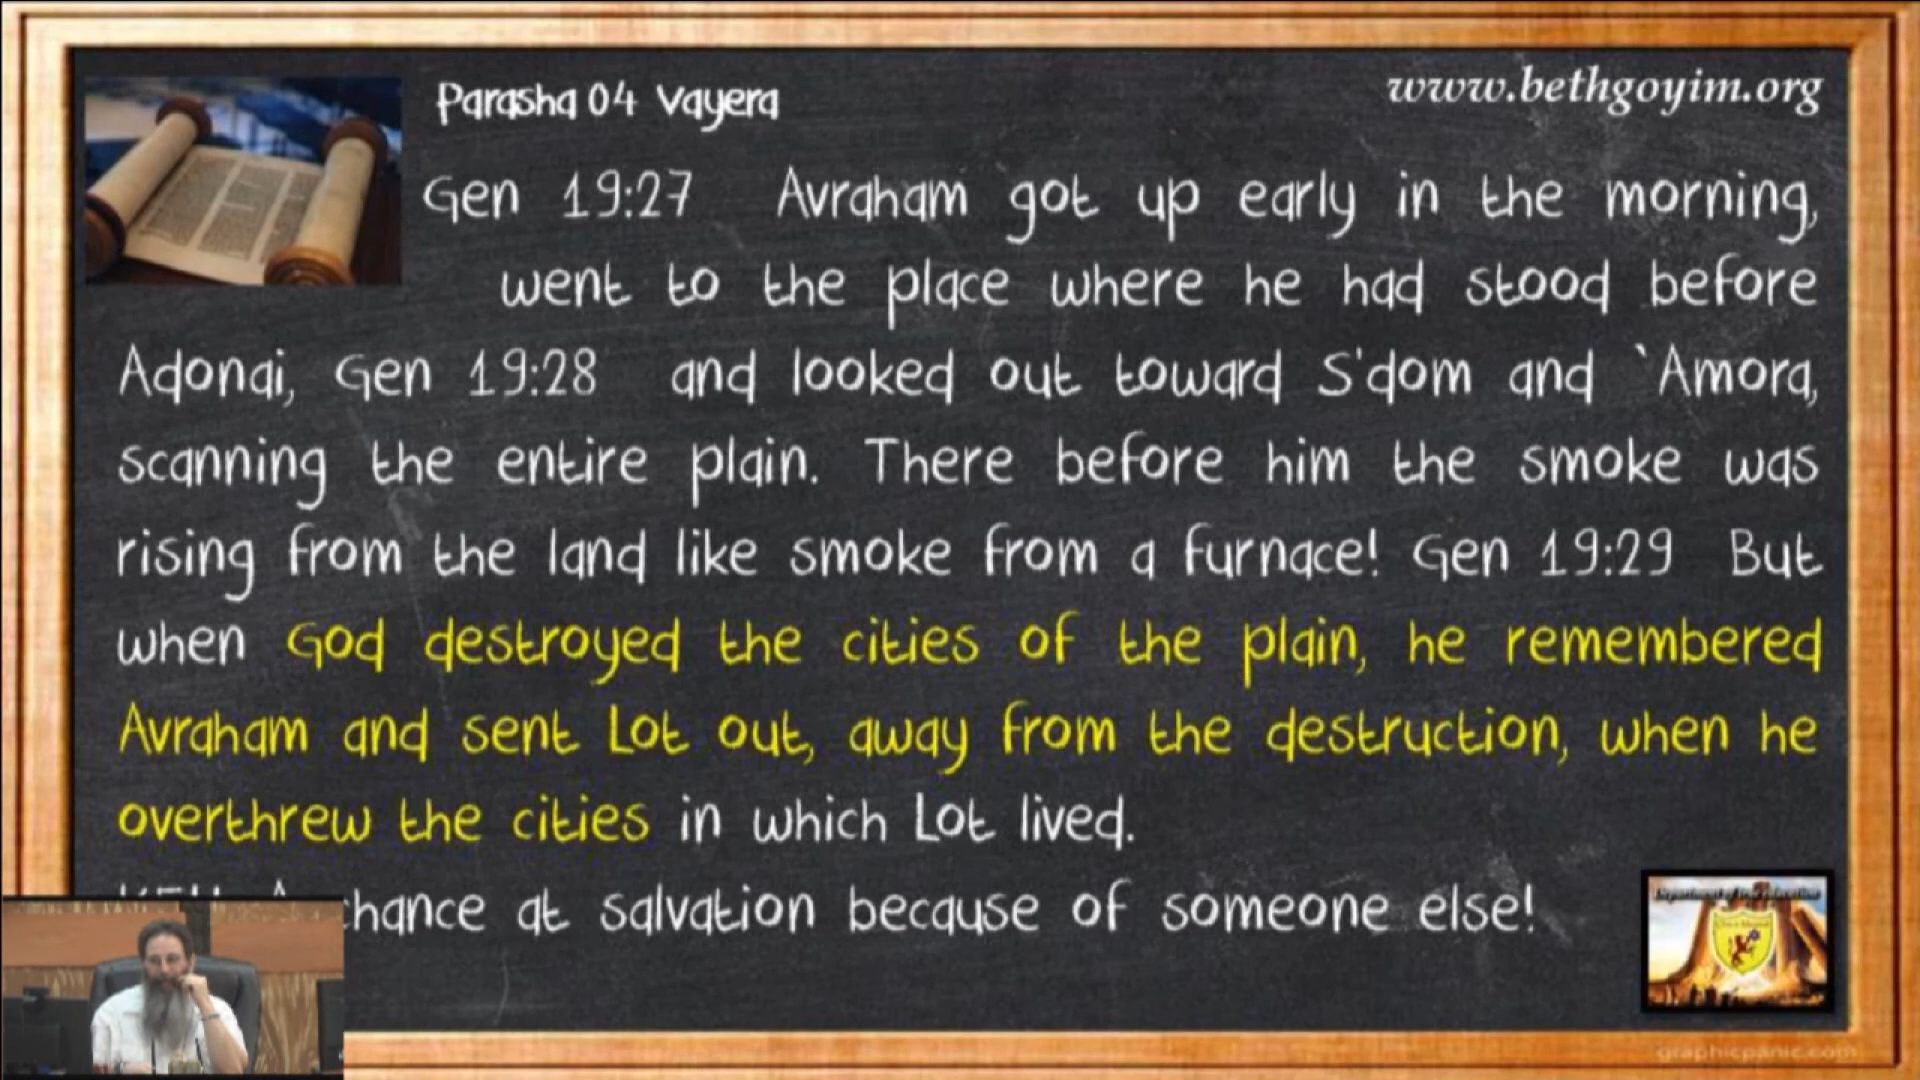 Parasha 04 Vayera
www.bethgoyim.org
Gen 19:27 Avraham got up early in the morning,
went to the place where he had stood before
Adonai, Gen 19:28 and looked out toward S'dom and `Amora,
scanning the entire plain. There before him the smoke was
rising from the land like smoke from a furnace! Gen 19:29 But
when God destroyed the cities of the plain, he remembered
Avraham and sent Lot out, away from the destruction, when he
overthrew the cities in which Lot lived.
chance at salvation because of someone else!
graphicpanic.com